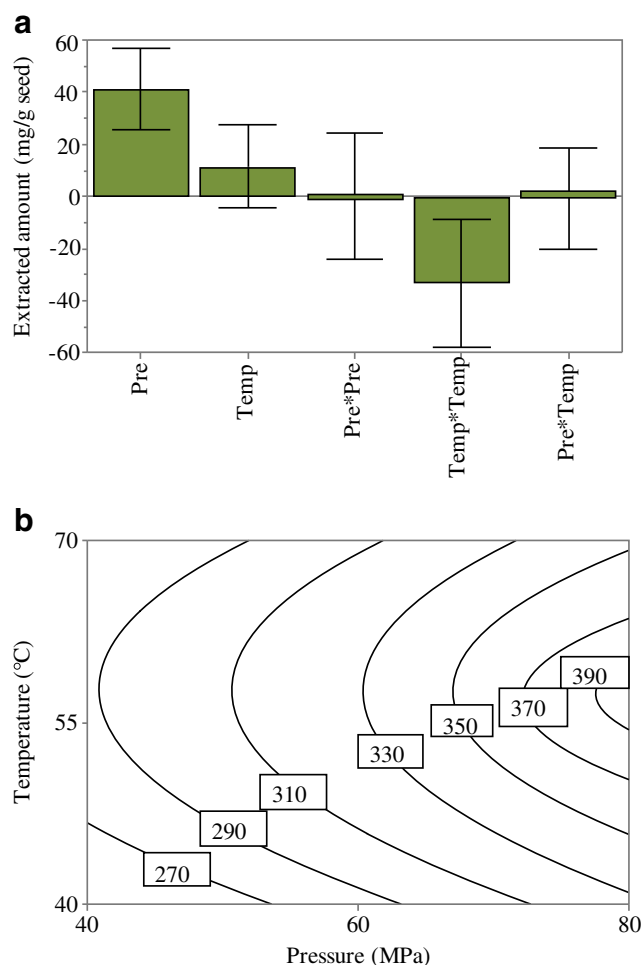 a
Extracted amount (mg/g seed)
60
40
20
0
-20
-40
-60
Pre
Temp
Pre*Pre
Temp*Temp
Pre*Temp
b
Temperature (℃)
70
55
40
390
370
350
330
310
290
270
40
60
80
Pressure (MPa)